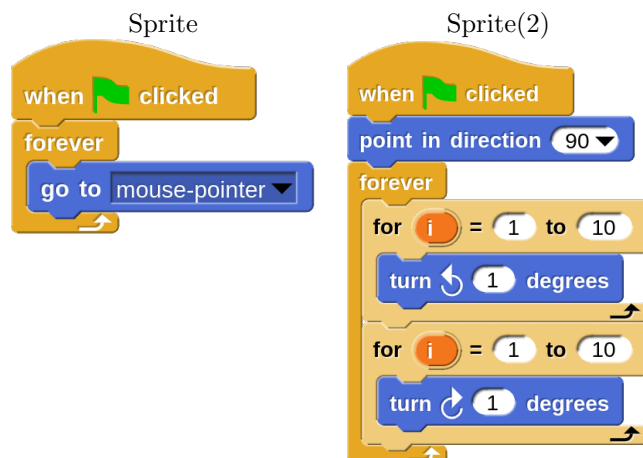 Sprite
when clicked
forever
go to mouse-pointer
Sprite(2)
when clicked
point in direction 90
forever
for i = 1 to 10
turn 1 degrees
for i = 1 to 10
turn 1 degrees